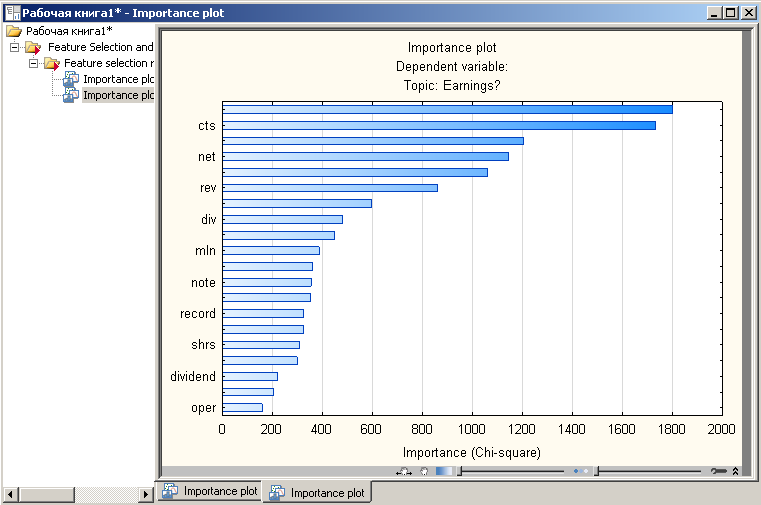 Рабочая книга1* - Importance plot
Рабочая книга1*
Feature Selection and
Feature selection r
Importance plo
Importance plo
Importance plot
Dependent variable:
Topic: Earnings?
cts
net
rev
div
mln
note
record
shrs
dividend
oper
0 200 400 600 800 1000 1200 1400 1600 1800 2000
Importance (Chi-square)
Importance plot Importance plot